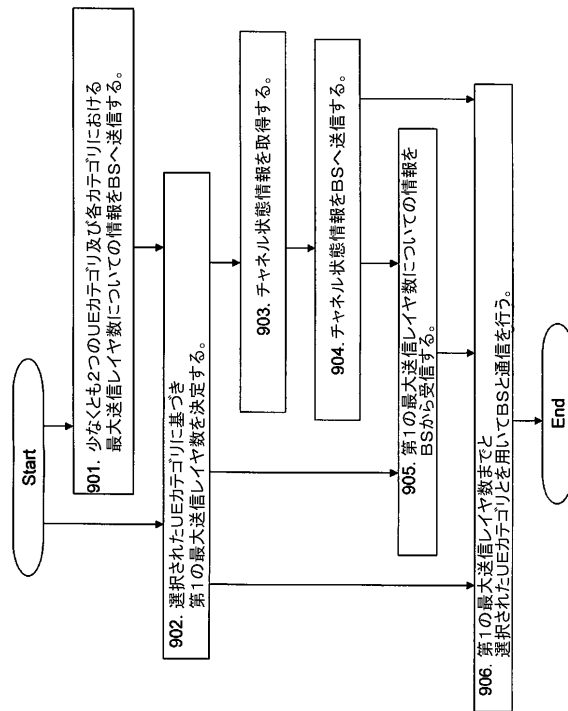 Start
901. 少なくとも2つのUEカテゴリ及び各カテゴリにおける
最大送信レイヤ数についての情報をBSへ送信する。
902. 選択されたUEカテゴリに基づき
第1の最大送信レイヤ数を決定する。
903. チャネル状態情報を取得する。
904. チャネル状態情報をBSへ送信する。
905. 第1の最大送信レイヤ数についての情報を
BSから受信する。
906. 第1の最大送信レイヤ数までと
選択されたUEカテゴリとを用いてBSと通信を行う。
End